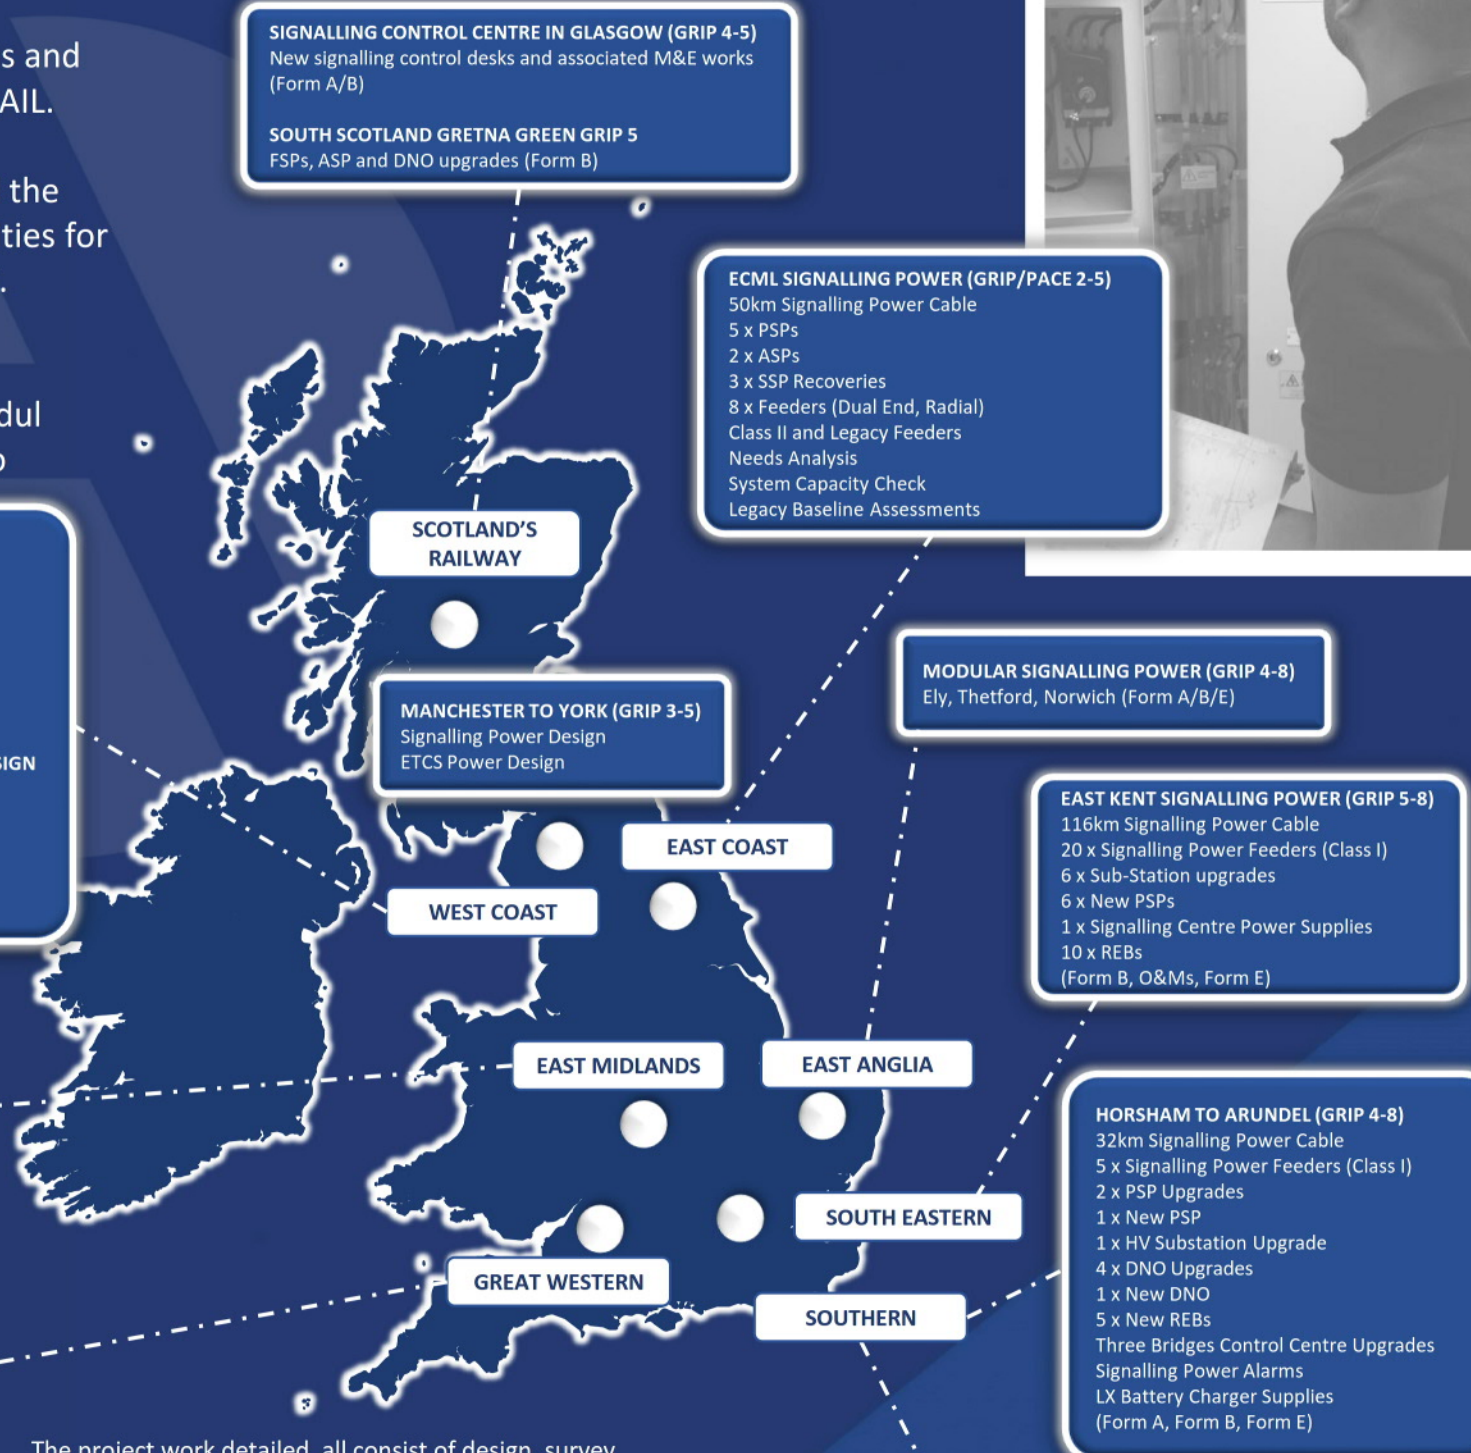 s and
AIL.
the
ties for
.
dul
SIGN
SIGNALLING CONTROL CENTRE IN GLASGOW (GRIP 4-5)
New signalling control desks and associated M&E works
(Form A/B)
SOUTH SCOTLAND GRETNA GREEN GRIP 5
FSPs, ASP and DNO upgrades (Form B)
ECML SIGNALLING POWER (GRIP/PACE 2-5)
50km Signalling Power Cable
5 x PSPs
2 x ASPs
3 x SSP Recoveries
8 x Feeders (Dual End, Radial)
Class II and Legacy Feeders
Needs Analysis
System Capacity Check
Legacy Baseline Assessments
SCOTLAND'S
RAILWAY
MODULAR SIGNALLING POWER (GRIP 4-8)
Ely, Thetford, Norwich (Form A/B/E)
MANCHESTER TO YORK (GRIP 3-5)
Signalling Power Design
ETCS Power Design
EAST KENT SIGNALLING POWER (GRIP 5-8)
116km Signalling Power Cable
20 x Signalling Power Feeders (Class I)
6 x Sub-Station upgrades
6 x New PSPs
1 x Signalling Centre Power Supplies
10 x REBs
(Form B, O&Ms, Form E)
EAST COAST
WEST COAST
EAST MIDLANDS
EAST ANGLIA
HORSHAM TO ARUNDEL (GRIP 4-8)
32km Signalling Power Cable
5 x Signalling Power Feeders (Class I)
2 x PSP Upgrades
1 x New PSP
1 x HV Substation Upgrade
4 x DNO Upgrades
1 x New DNO
5 x New REBs
Three Bridges Control Centre Upgrades
Signalling Power Alarms
LX Battery Charger Supplies
(Form A, Form B, Form E)
SOUTH EASTERN
GREAT WESTERN
SOUTHERN
The project work detailed, all consist of design, survey